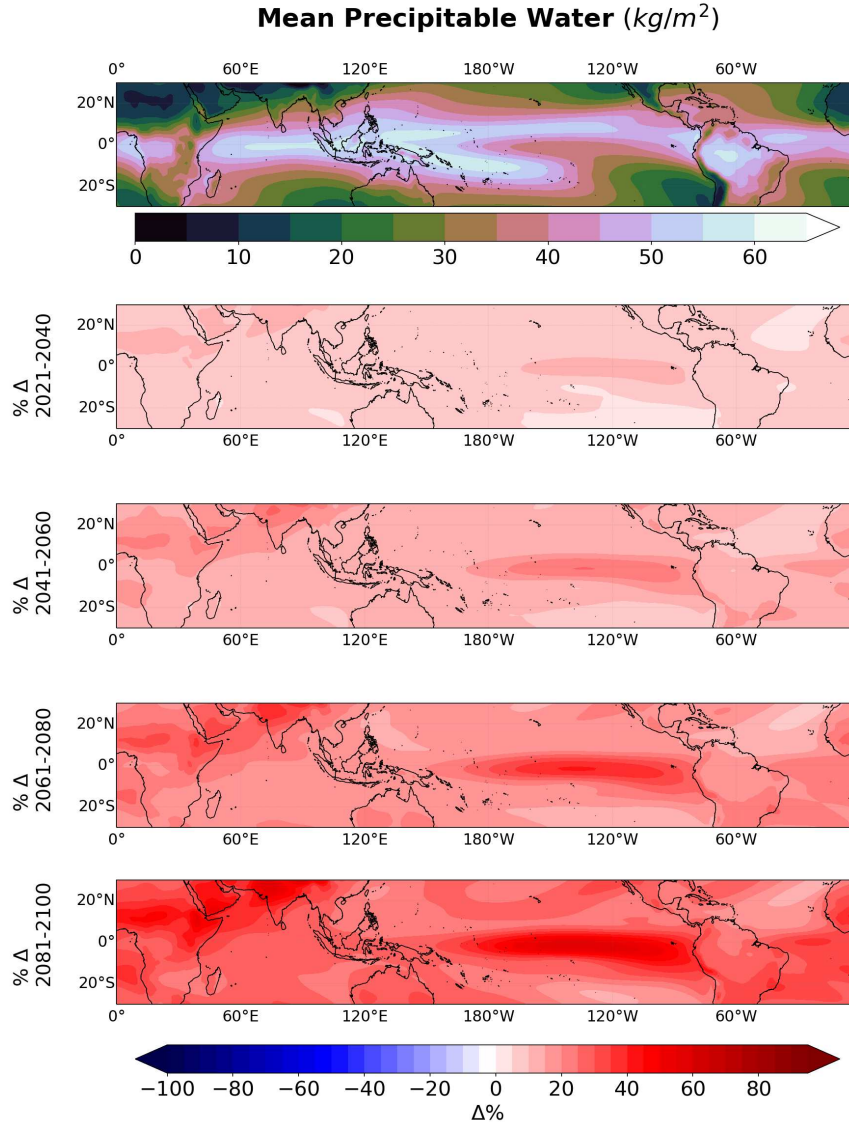 Mean Precipitable Water (kg/m²)
0° 60°E 120°E 180°W 120°W 60°W
20°N
0°
20°S
0 10 20 30 40 50 60
% Δ
2021-2040
20°N
0°
20°S
0° 60°E 120°E 180°W 120°W 60°W
% Δ
2041-2060
20°N
0°
20°S
0° 60°E 120°E 180°W 120°W 60°W
% Δ
2061-2080
20°N
0°
20°S
0° 60°E 120°E 180°W 120°W 60°W
% Δ
2081-2100
20°N
0°
20°S
0° 60°E 120°E 180°W 120°W 60°W
−100 −80 −60 −40 −20 0 20 40 60 80
Δ%